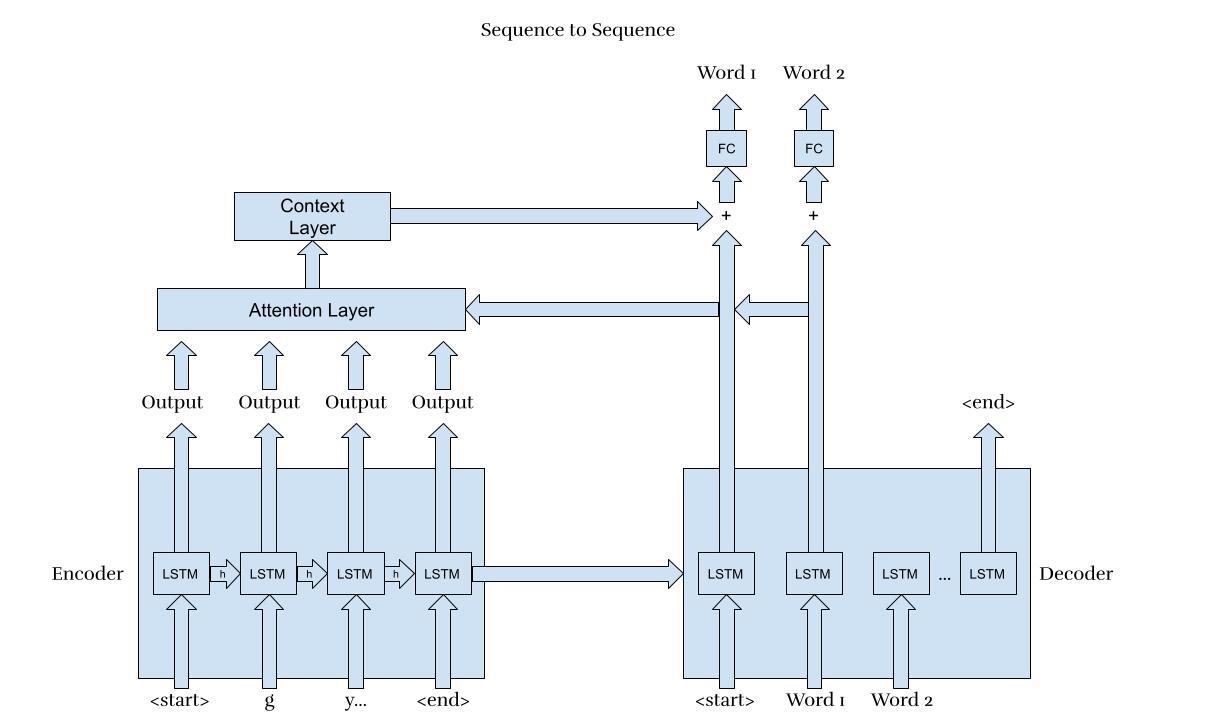 Sequence to Sequence
Word 1 Word 2
FC FC
Context
Layer
+ +
Attention Layer
Output Output Output Output
<end>
Encoder LSTM h LSTM h LSTM h LSTM LSTM LSTM LSTM ... LSTM Decoder
<start> g y... <end> <start> Word 1 Word 2